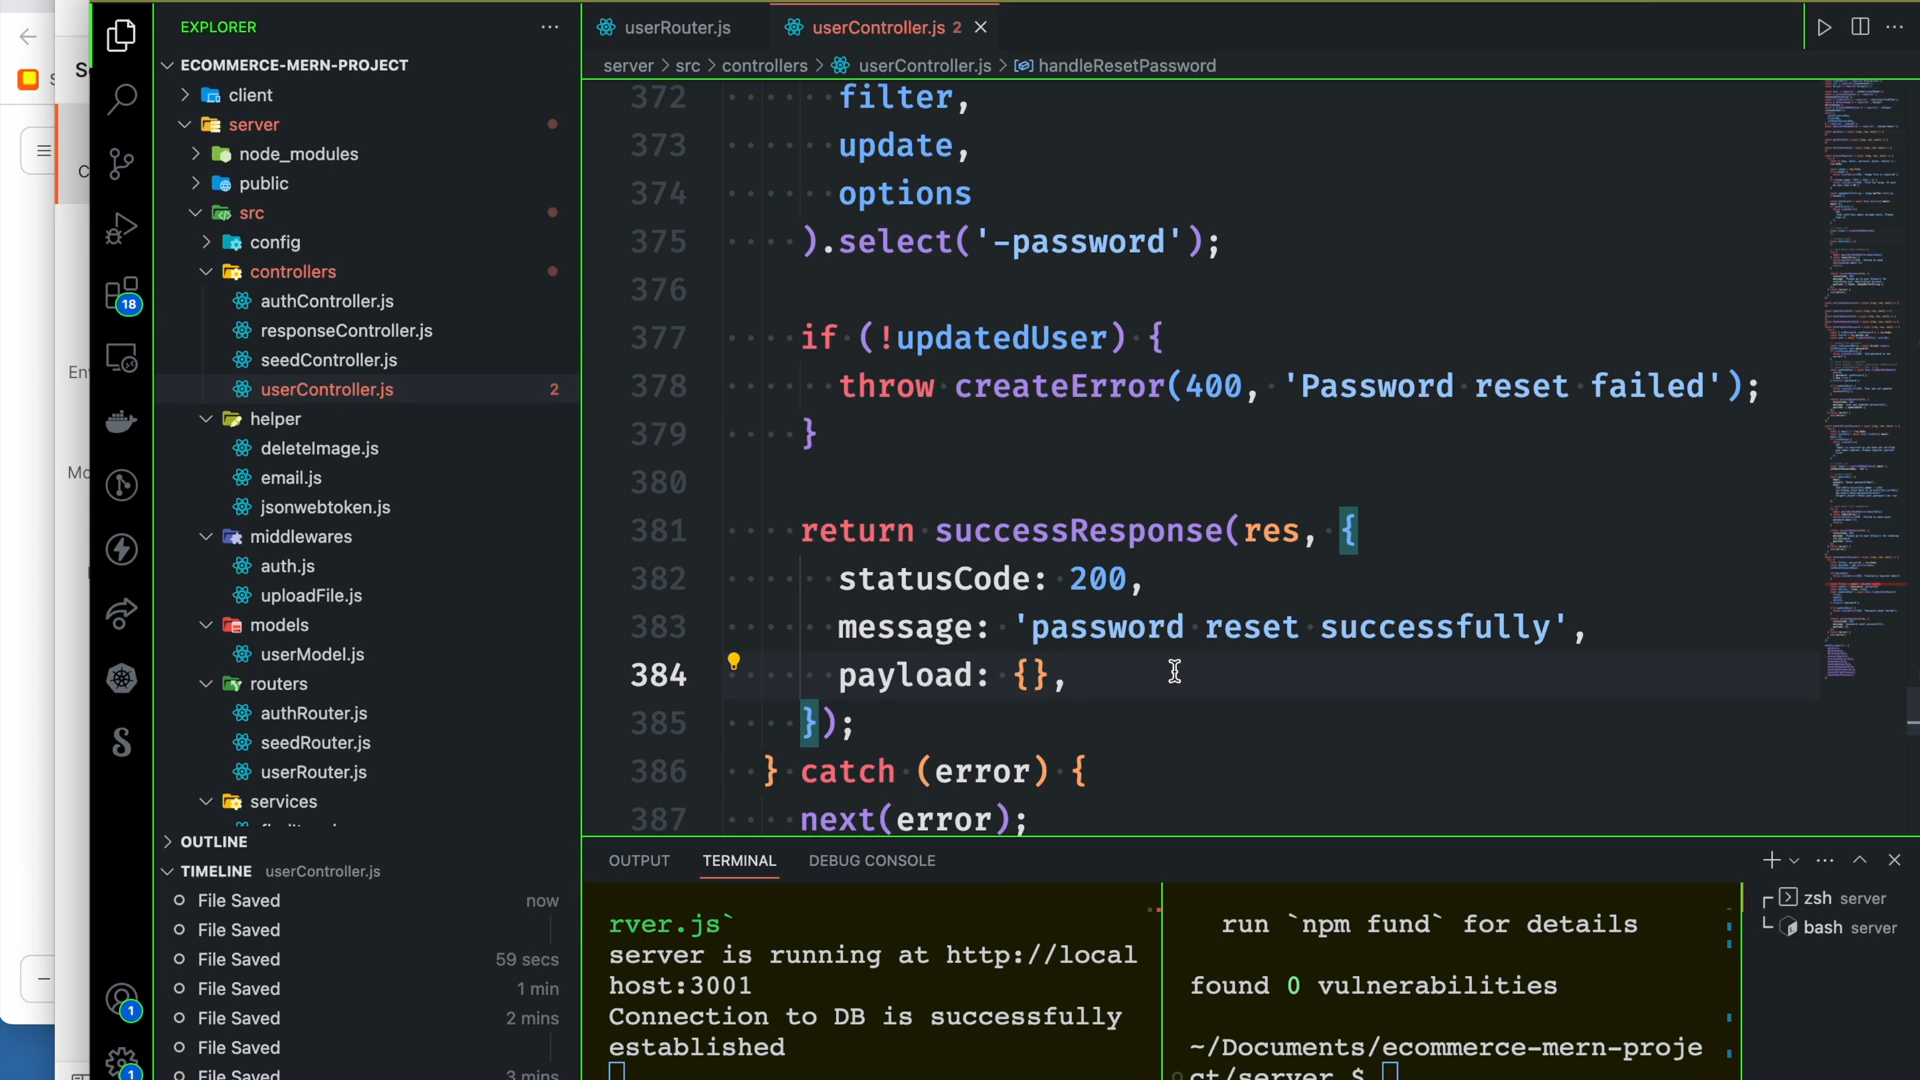 EXPLORER
ECOMMERCE-MERN-PROJECT
client
server
node_modules
public
src
config
controllers
authController.js
responseController.js
seedController.js
userController.js 2
helper
deleteImage.js
email.js
jsonwebtoken.js
middlewares
auth.js
uploadFile.js
models
userModel.js
routers
authRouter.js
seedRouter.js
userRouter.js
services
OUTLINE
TIMELINE userController.js
File Saved now
File Saved
File Saved 59 secs
File Saved 1 min
File Saved 2 mins
File Saved
File Saved 3 mins
18
1
1
userRouter.js
userController.js 2
server > src > controllers > userController.js > handleResetPassword
372 filter,
373 update,
374 options
375 ).select('-password');
376
377 if (!updatedUser) {
378 throw createError(400, 'Password reset failed');
379 }
380
381 return successResponse(res, {
382 statusCode: 200,
383 message: 'password reset successfully',
384 payload: {},
385 });
386 } catch (error) {
387 next(error);
OUTPUT TERMINAL DEBUG CONSOLE
rver.js`
server is running at http://local
host:3001
Connection to DB is successfully
established
run `npm fund` for details
found 0 vulnerabilities
~/Documents/ecommerce-mern-proje
ct/server $
zsh server
bash server